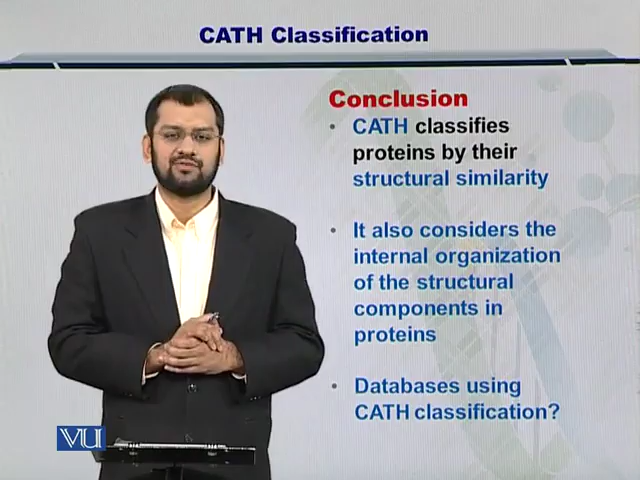 CATH Classification
Conclusion
• CATH classifies
proteins by their
structural similarity
• It also considers the
internal organization
of the structural
components in
proteins
• Databases using
CATH classification?
VU